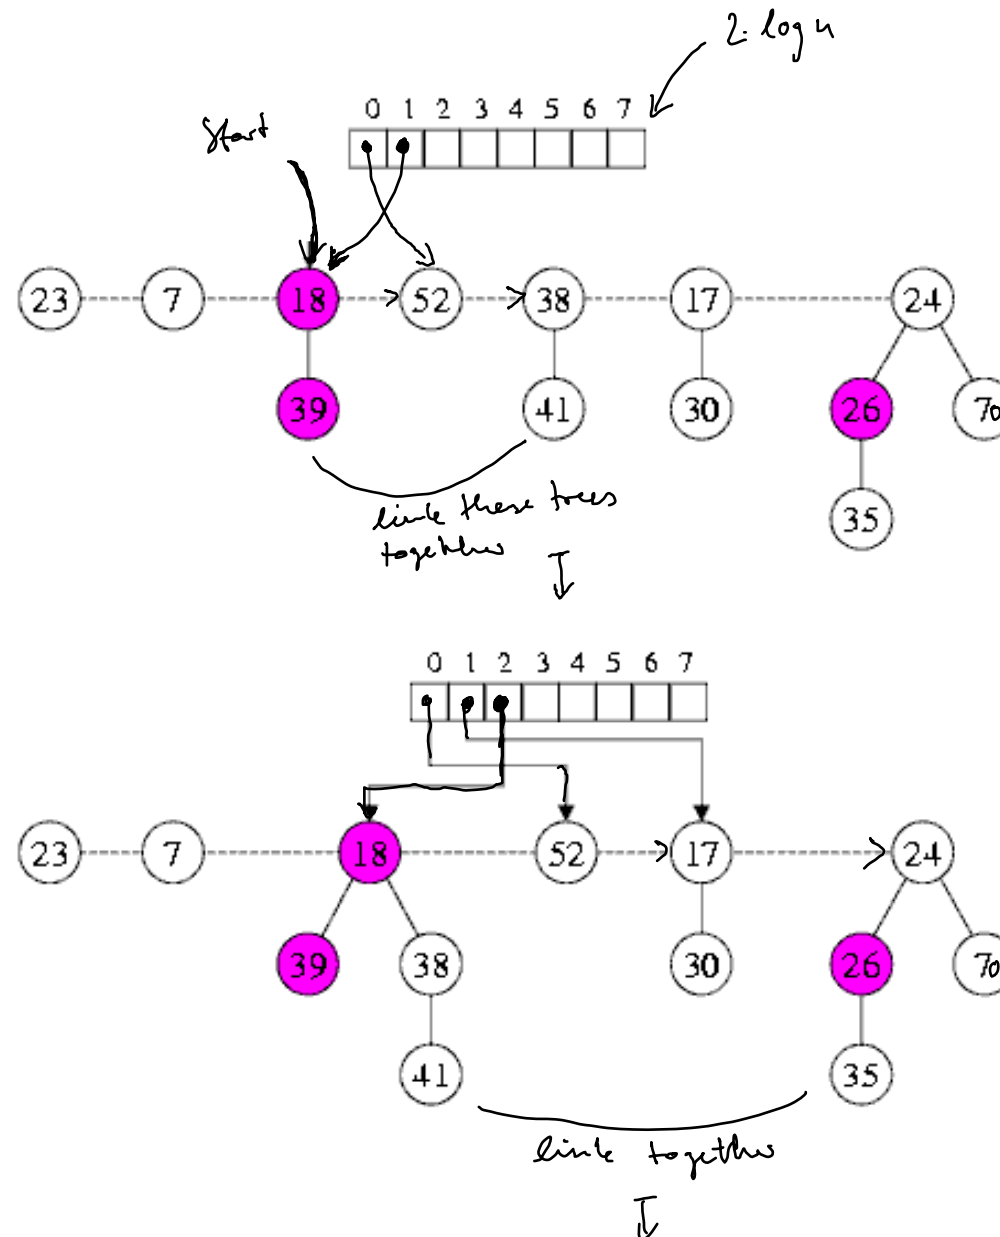 2·log n
Start
0 1 2 3 4 5 6 7
23 7 18 52 38 17 24
39 41 30 26 70
35
link these trees
together
0 1 2 3 4 5 6 7
23 7 18 52 17 24
39 38 30 26 70
41 35
link together